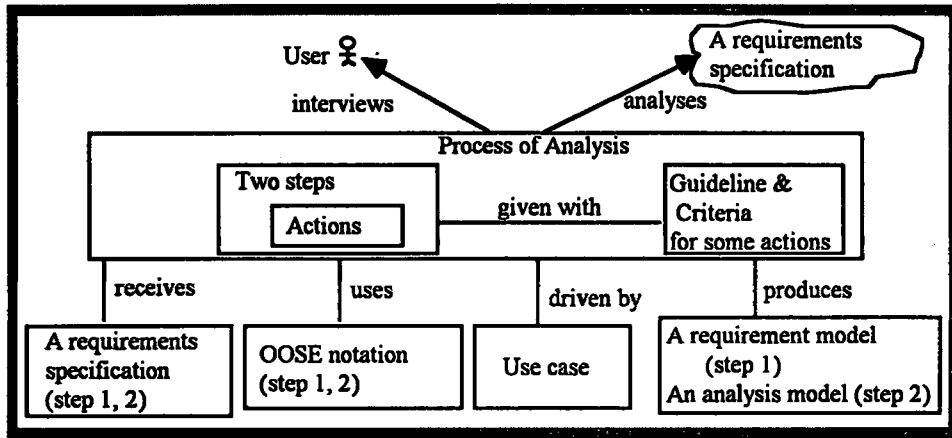 User
A requirements
specification
interviews
analyses
Process of Analysis
Two steps
Actions
given with
Guideline &
Criteria
for some actions
receives
uses
driven by
produces
A requirements
specification
(step 1, 2)
OOSE notation
(step 1, 2)
Use case
A requirement model
(step 1)
An analysis model (step 2)